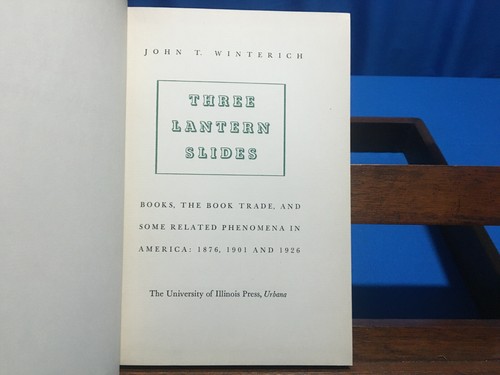 JOHN T. WINTERICH
THREE
LANTERN
SLIDES
BOOKS, THE BOOK TRADE, AND
SOME RELATED PHENOMENA IN
AMERICA: 1876, 1901 AND 1926
The University of Illinois Press, Urbana